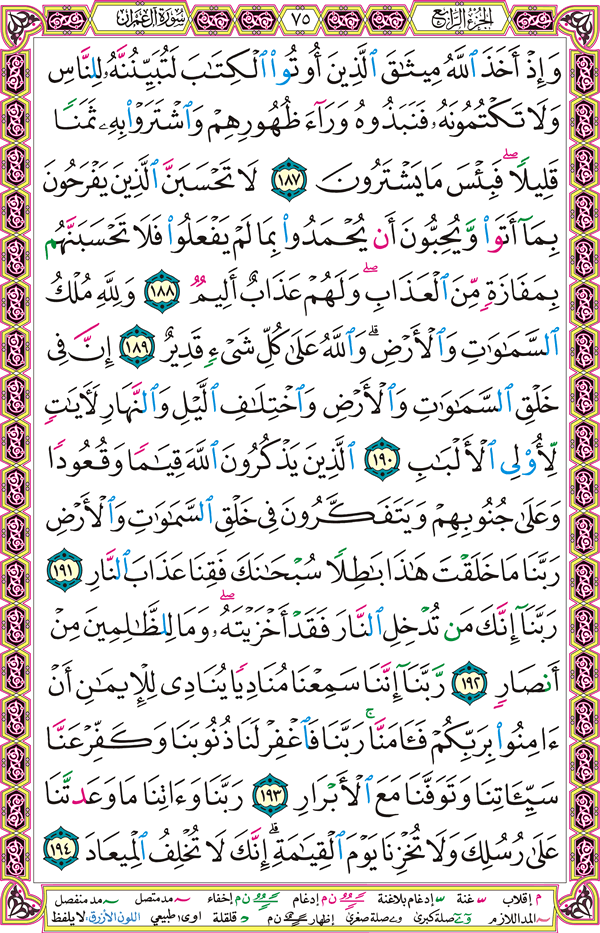 الجزء الرابع ٧٥ سورة آل عمران
وَإِذْ أَخَذَ ٱللَّهُ مِيثَٰقَ ٱلَّذِينَ أُوتُوا۟ ٱلْكِتَٰبَ لَتُبَيِّنُنَّهُۥ لِلنَّاسِ
وَلَا تَكْتُمُونَهُۥ فَنَبَذُوهُ وَرَآءَ ظُهُورِهِمْ وَٱشْتَرَوْا۟ بِهِۦ ثَمَنًا
قَلِيلًا ۖ فَبِئْسَ مَا يَشْتَرُونَ ١٨٧ لَا تَحْسَبَنَّ ٱلَّذِينَ يَفْرَحُونَ
بِمَآ أَتَوا۟ وَّيُحِبُّونَ أَن يُحْمَدُوا۟ بِمَا لَمْ يَفْعَلُوا۟ فَلَا تَحْسَبَنَّهُم
بِمَفَازَةٍ مِّنَ ٱلْعَذَابِ ۖ وَلَهُمْ عَذَابٌ أَلِيمٌ ١٨٨ وَلِلَّهِ مُلْكُ
ٱلسَّمَٰوَٰتِ وَٱلْأَرْضِ ۗ وَٱللَّهُ عَلَىٰ كُلِّ شَىْءٍ قَدِيرٌ ١٨٩ إِنَّ فِى
خَلْقِ ٱلسَّمَٰوَٰتِ وَٱلْأَرْضِ وَٱخْتِلَٰفِ ٱلَّيْلِ وَٱلنَّهَارِ لَءَايَٰتٍ
لِّأُو۟لِى ٱلْأَلْبَٰبِ ١٩٠ ٱلَّذِينَ يَذْكُرُونَ ٱللَّهَ قِيَٰمًا وَقُعُودًا
وَعَلَىٰ جُنُوبِهِمْ وَيَتَفَكَّرُونَ فِى خَلْقِ ٱلسَّمَٰوَٰتِ وَٱلْأَرْضِ
رَبَّنَا مَا خَلَقْتَ هَٰذَا بَٰطِلًا سُبْحَٰنَكَ فَقِنَا عَذَابَ ٱلنَّارِ ١٩١
رَبَّنَآ إِنَّكَ مَن تُدْخِلِ ٱلنَّارَ فَقَدْ أَخْزَيْتَهُۥ ۖ وَمَا لِلظَّٰلِمِينَ مِنْ
أَنصَارٍ ١٩٢ رَّبَّنَآ إِنَّنَا سَمِعْنَا مُنَادِيًا يُنَادِى لِلْإِيمَٰنِ أَنْ
ءَامِنُوا۟ بِرَبِّكُمْ فَـَٔامَنَّا ۚ رَبَّنَا فَٱغْفِرْ لَنَا ذُنُوبَنَا وَكَفِّرْ عَنَّا
سَيِّـَٔاتِنَا وَتَوَفَّنَا مَعَ ٱلْأَبْرَارِ ١٩٣ رَبَّنَا وَءَاتِنَا مَا وَعَدتَّنَا
عَلَىٰ رُسُلِكَ وَلَا تُخْزِنَا يَوْمَ ٱلْقِيَٰمَةِ ۗ إِنَّكَ لَا تُخْلِفُ ٱلْمِيعَادَ ١٩٤
م إقلاب غنة إدغام بلاغنة ن م إدغام ن م إخفاء مد متصل مد منفصل
المد اللازم صلة كبرى صلة صغرى إظهار ن م قلقلة اوى: طبيعي اللون الأزرق: لا يلفظ